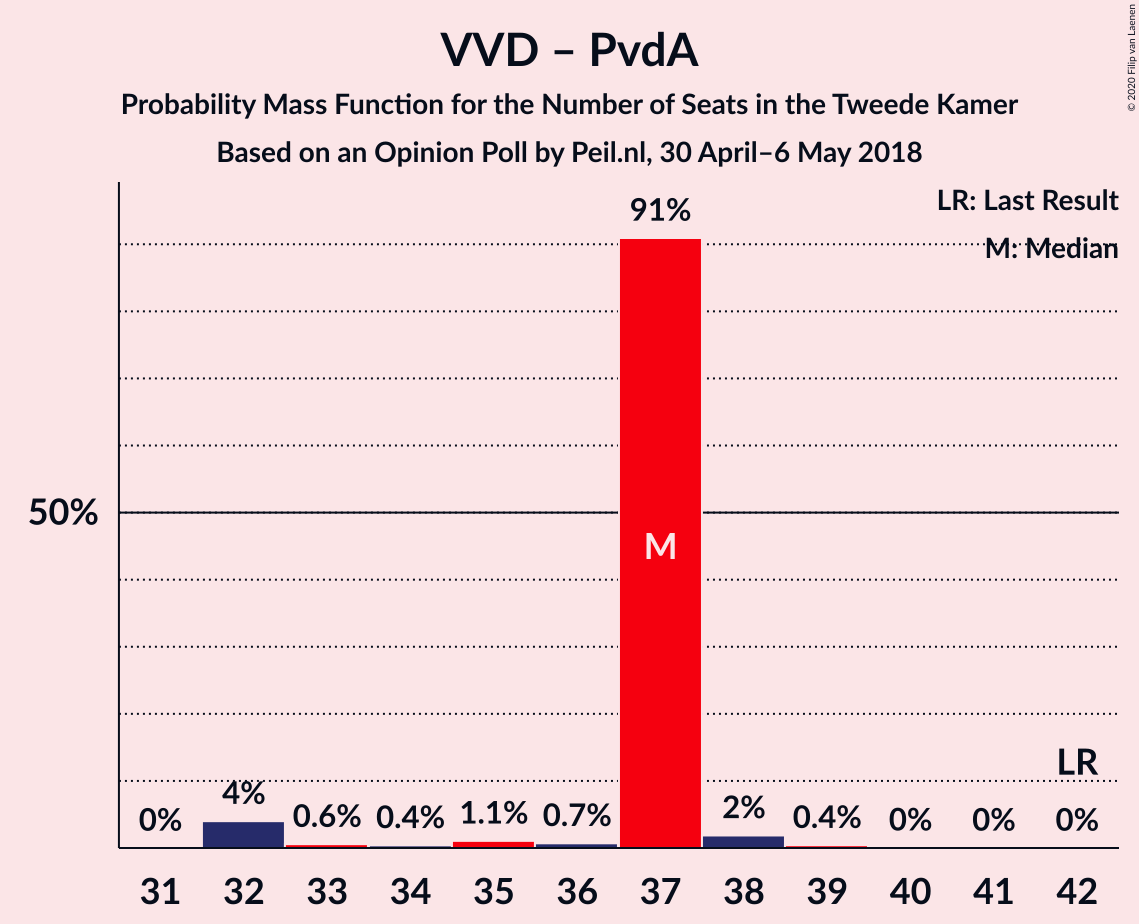 VVD – PvdA
Probability Mass Function for the Number of Seats in the Tweede Kamer
Based on an Opinion Poll by Peil.nl, 30 April–6 May 2018
© 2020 Filip van Laenen
LR: Last Result
M: Median
91%
50%
M
LR
0% 4% 0.6% 0.4% 1.1% 0.7% 2% 0.4% 0% 0% 0%
31 32 33 34 35 36 37 38 39 40 41 42